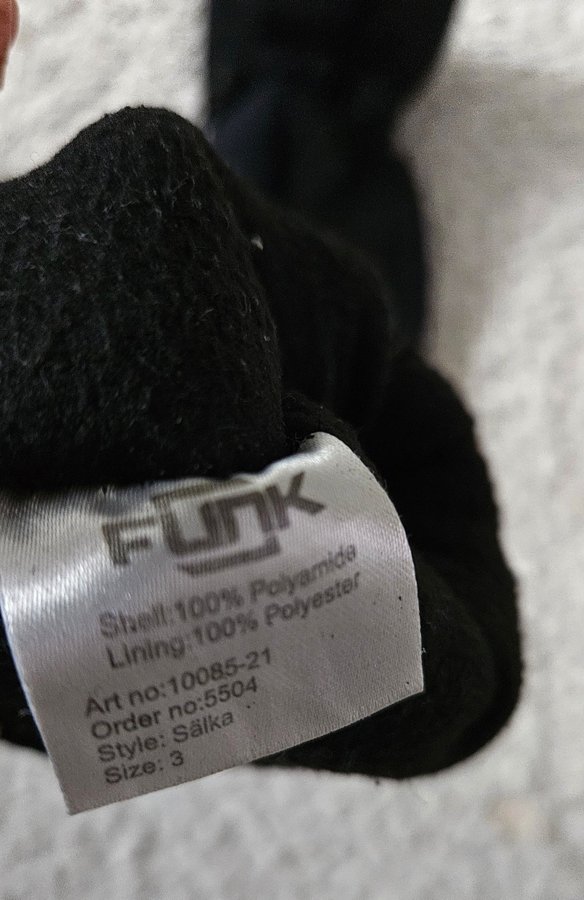 FUNK
Shell:100% Polyamide
Lining:100% Polyester
Art no:10085-21
Order no:5504
Style: Sälka
Size: 3